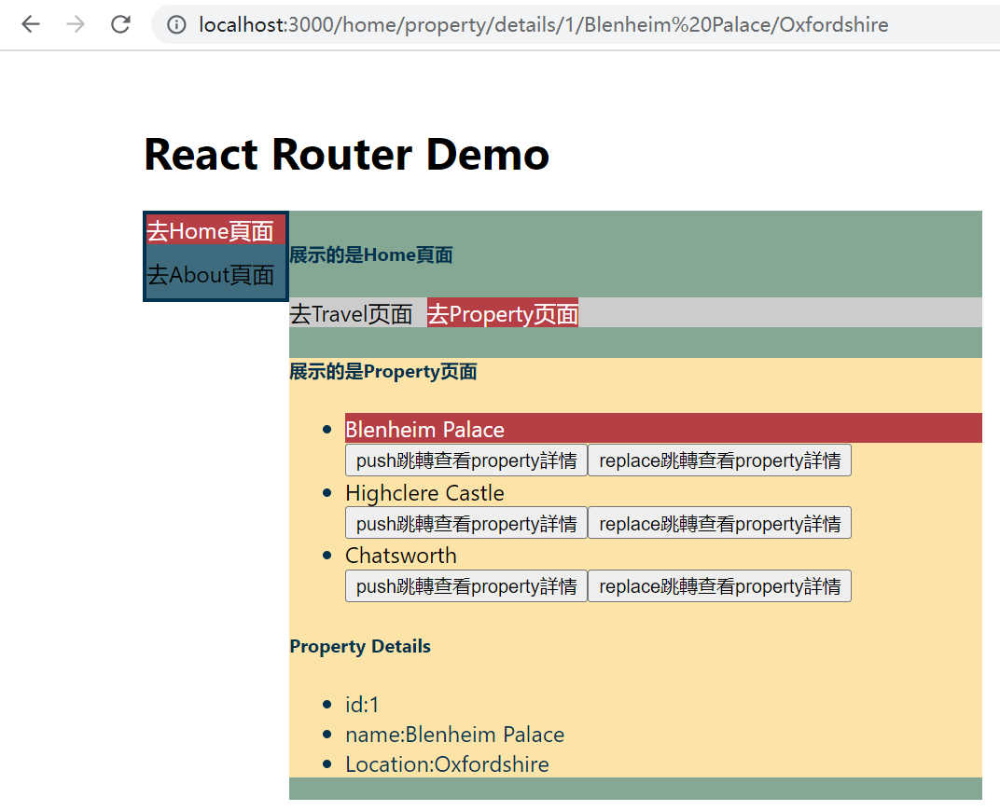 localhost:3000/home/property/details/1/Blenheim%20Palace/Oxfordshire
React Router Demo
去Home頁面
去About頁面
展示的是Home頁面
去Travel页面 去Property页面
展示的是Property页面
Blenheim Palace
push跳轉查看property詳情 replace跳轉查看property詳情
Highclere Castle
push跳轉查看property詳情 replace跳轉查看property詳情
Chatsworth
push跳轉查看property詳情 replace跳轉查看property詳情
Property Details
id:1
name:Blenheim Palace
Location:Oxfordshire